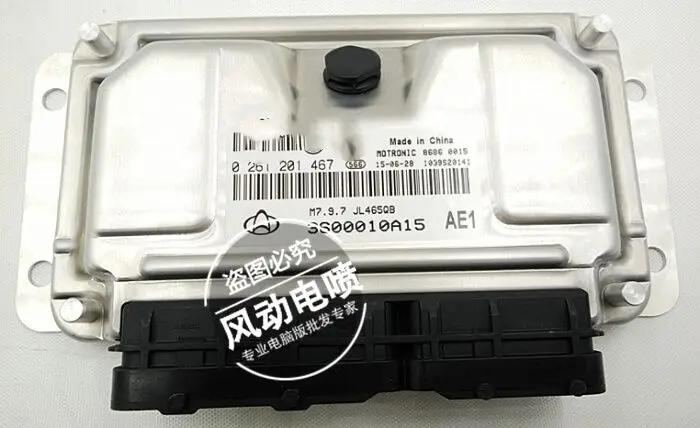 Made in China
MOTRONIC 8686 0015
0 261 201 467 566 15-06-28 1039S20141
M7.9.7 JL465QB
SS00010A15 AE1
盗图必究
风动电喷
专业电脑版批发专家